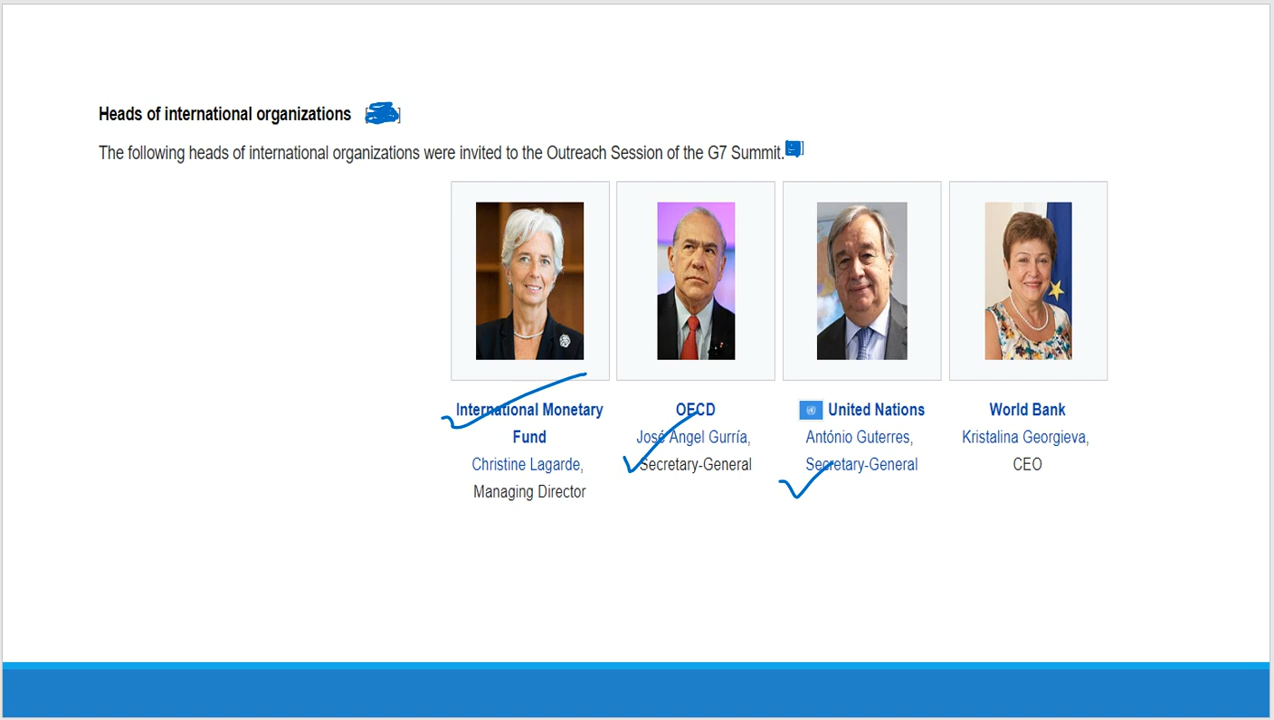 Heads of international organizations
The following heads of international organizations were invited to the Outreach Session of the G7 Summit.
International Monetary
Fund
Christine Lagarde,
Managing Director
OECD
José Ángel Gurría,
Secretary-General
United Nations
António Guterres,
Secretary-General
World Bank
Kristalina Georgieva,
CEO